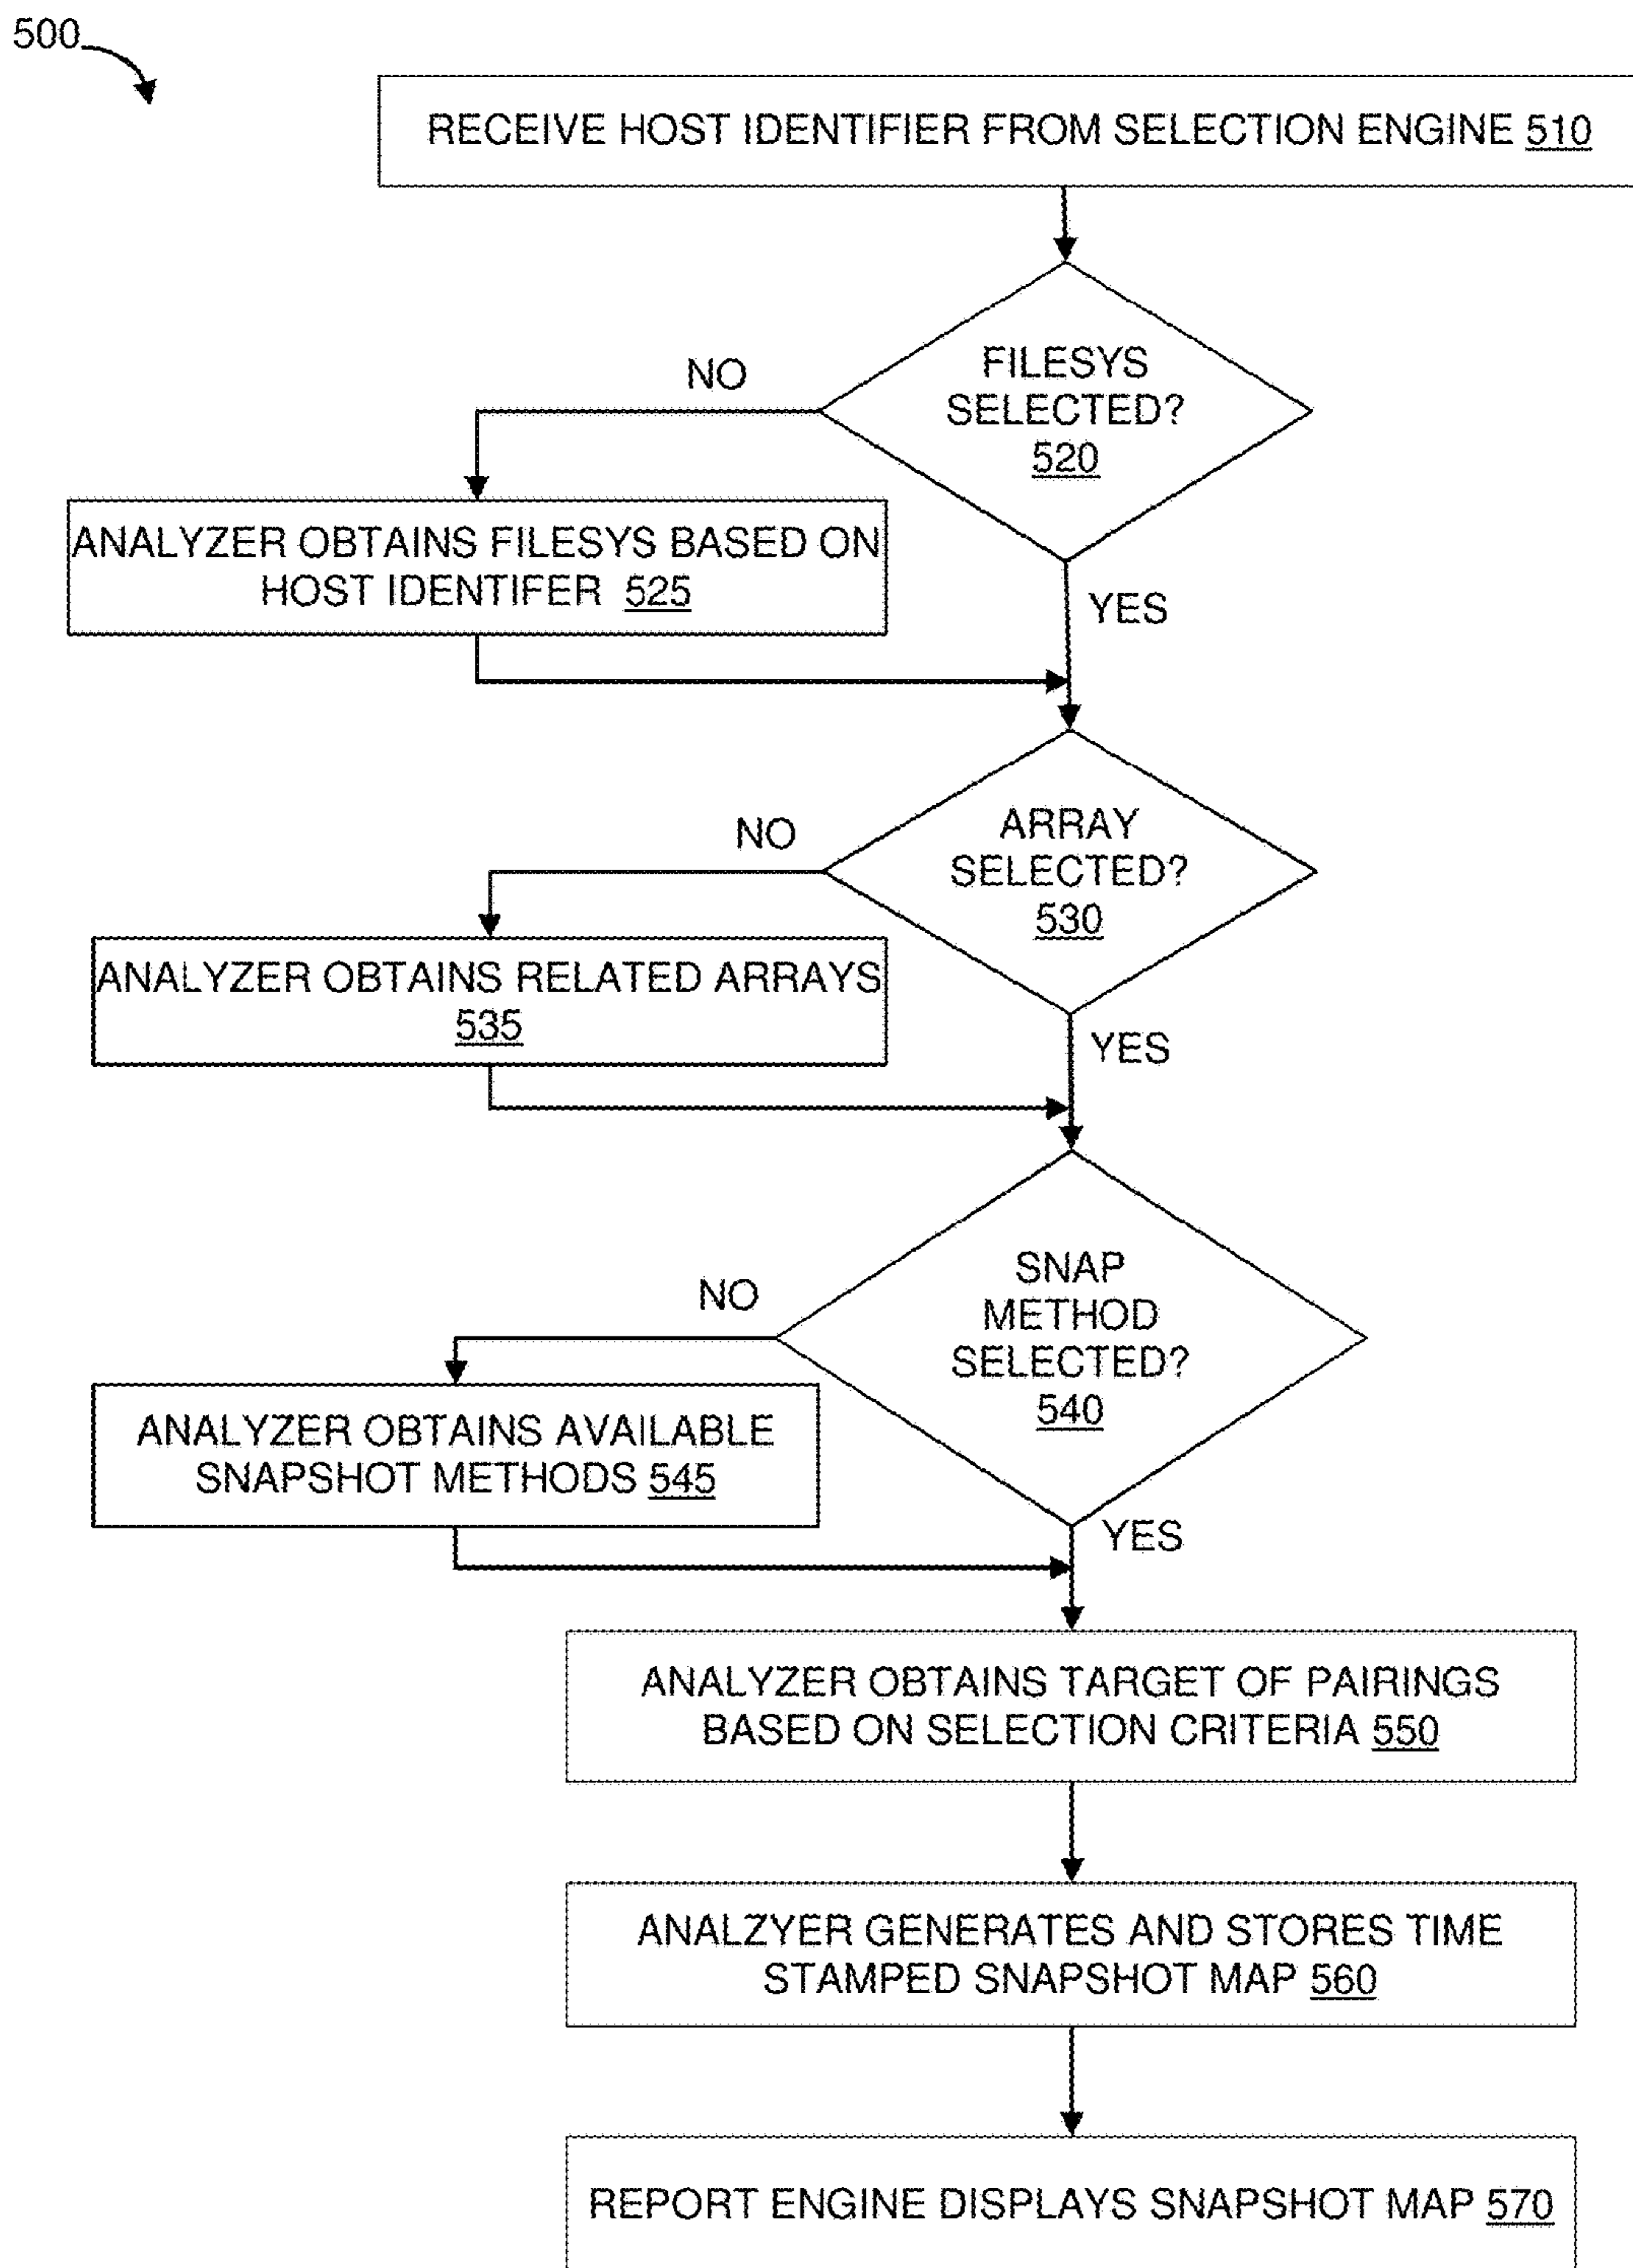 500
RECEIVE HOST IDENTIFIER FROM SELECTION ENGINE 510
FILESYS
SELECTED?
520
NO
ANALYZER OBTAINS FILESYS BASED ON
HOST IDENTIFER 525
YES
ARRAY
SELECTED?
530
NO
ANALYZER OBTAINS RELATED ARRAYS
535
YES
SNAP
METHOD
SELECTED?
540
NO
ANALYZER OBTAINS AVAILABLE
SNAPSHOT METHODS 545
YES
ANALYZER OBTAINS TARGET OF PAIRINGS
BASED ON SELECTION CRITERIA 550
ANALZYER GENERATES AND STORES TIME
STAMPED SNAPSHOT MAP 560
REPORT ENGINE DISPLAYS SNAPSHOT MAP 570